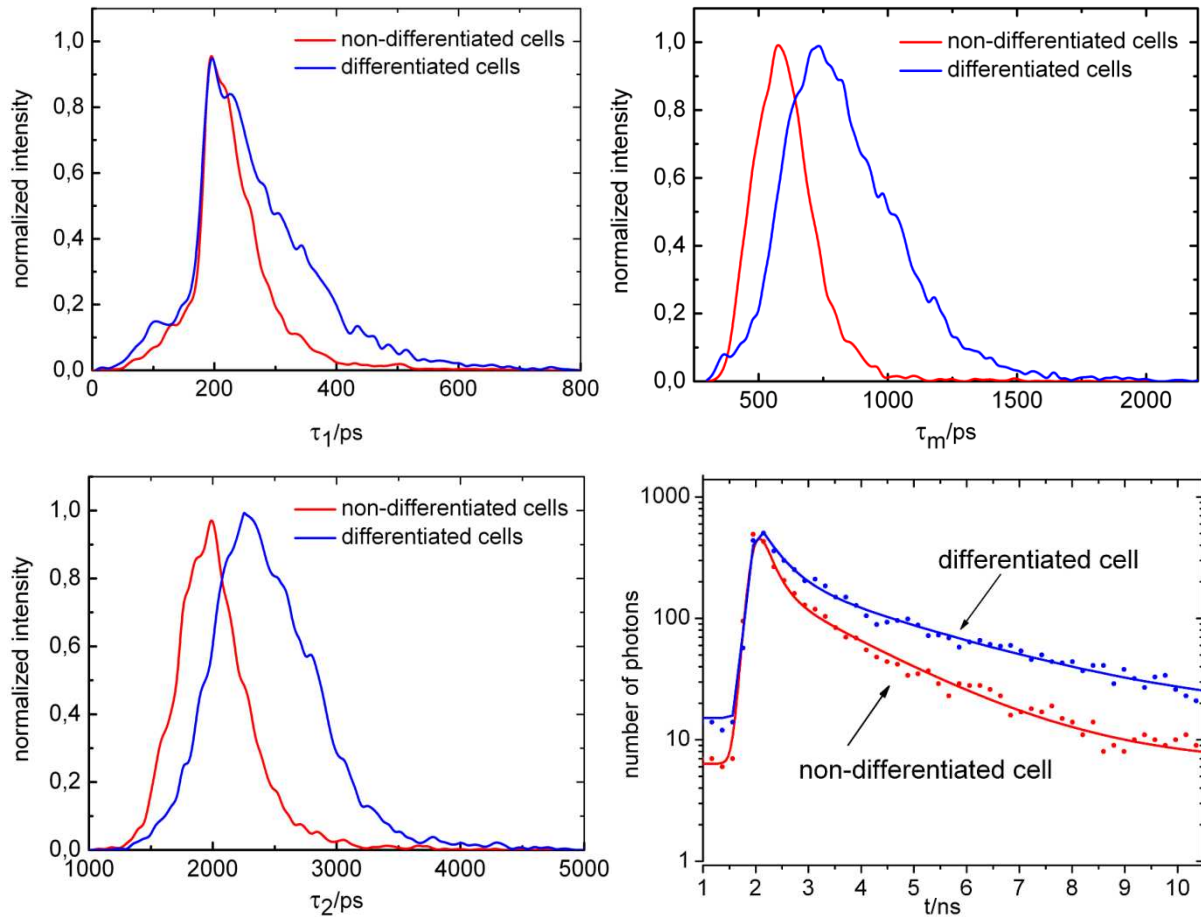 normalized intensity
1,0
0,8
0,6
0,4
0,2
0,0
non-differentiated cells
differentiated cells
0 200 400 600 800
τ1/ps
normalized intensity
1,0
0,8
0,6
0,4
0,2
0,0
non-differentiated cells
differentiated cells
500 1000 1500 2000
τm/ps
normalized intensity
1,0
0,8
0,6
0,4
0,2
0,0
non-differentiated cells
differentiated cells
1000 2000 3000 4000 5000
τ2/ps
number of photons
1000
100
10
1
differentiated cell
non-differentiated cell
1 2 3 4 5 6 7 8 9 10
t/ns